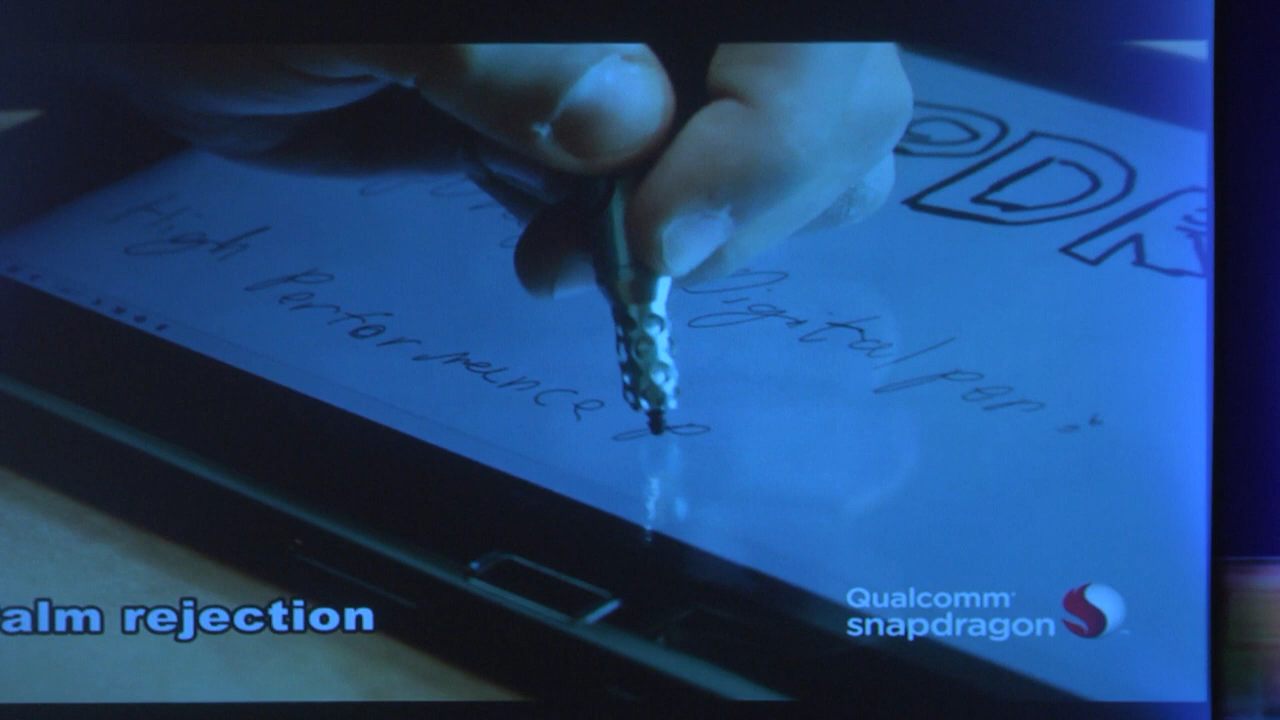 High Performance
Digital pen
alm rejection
Qualcomm
snapdragon